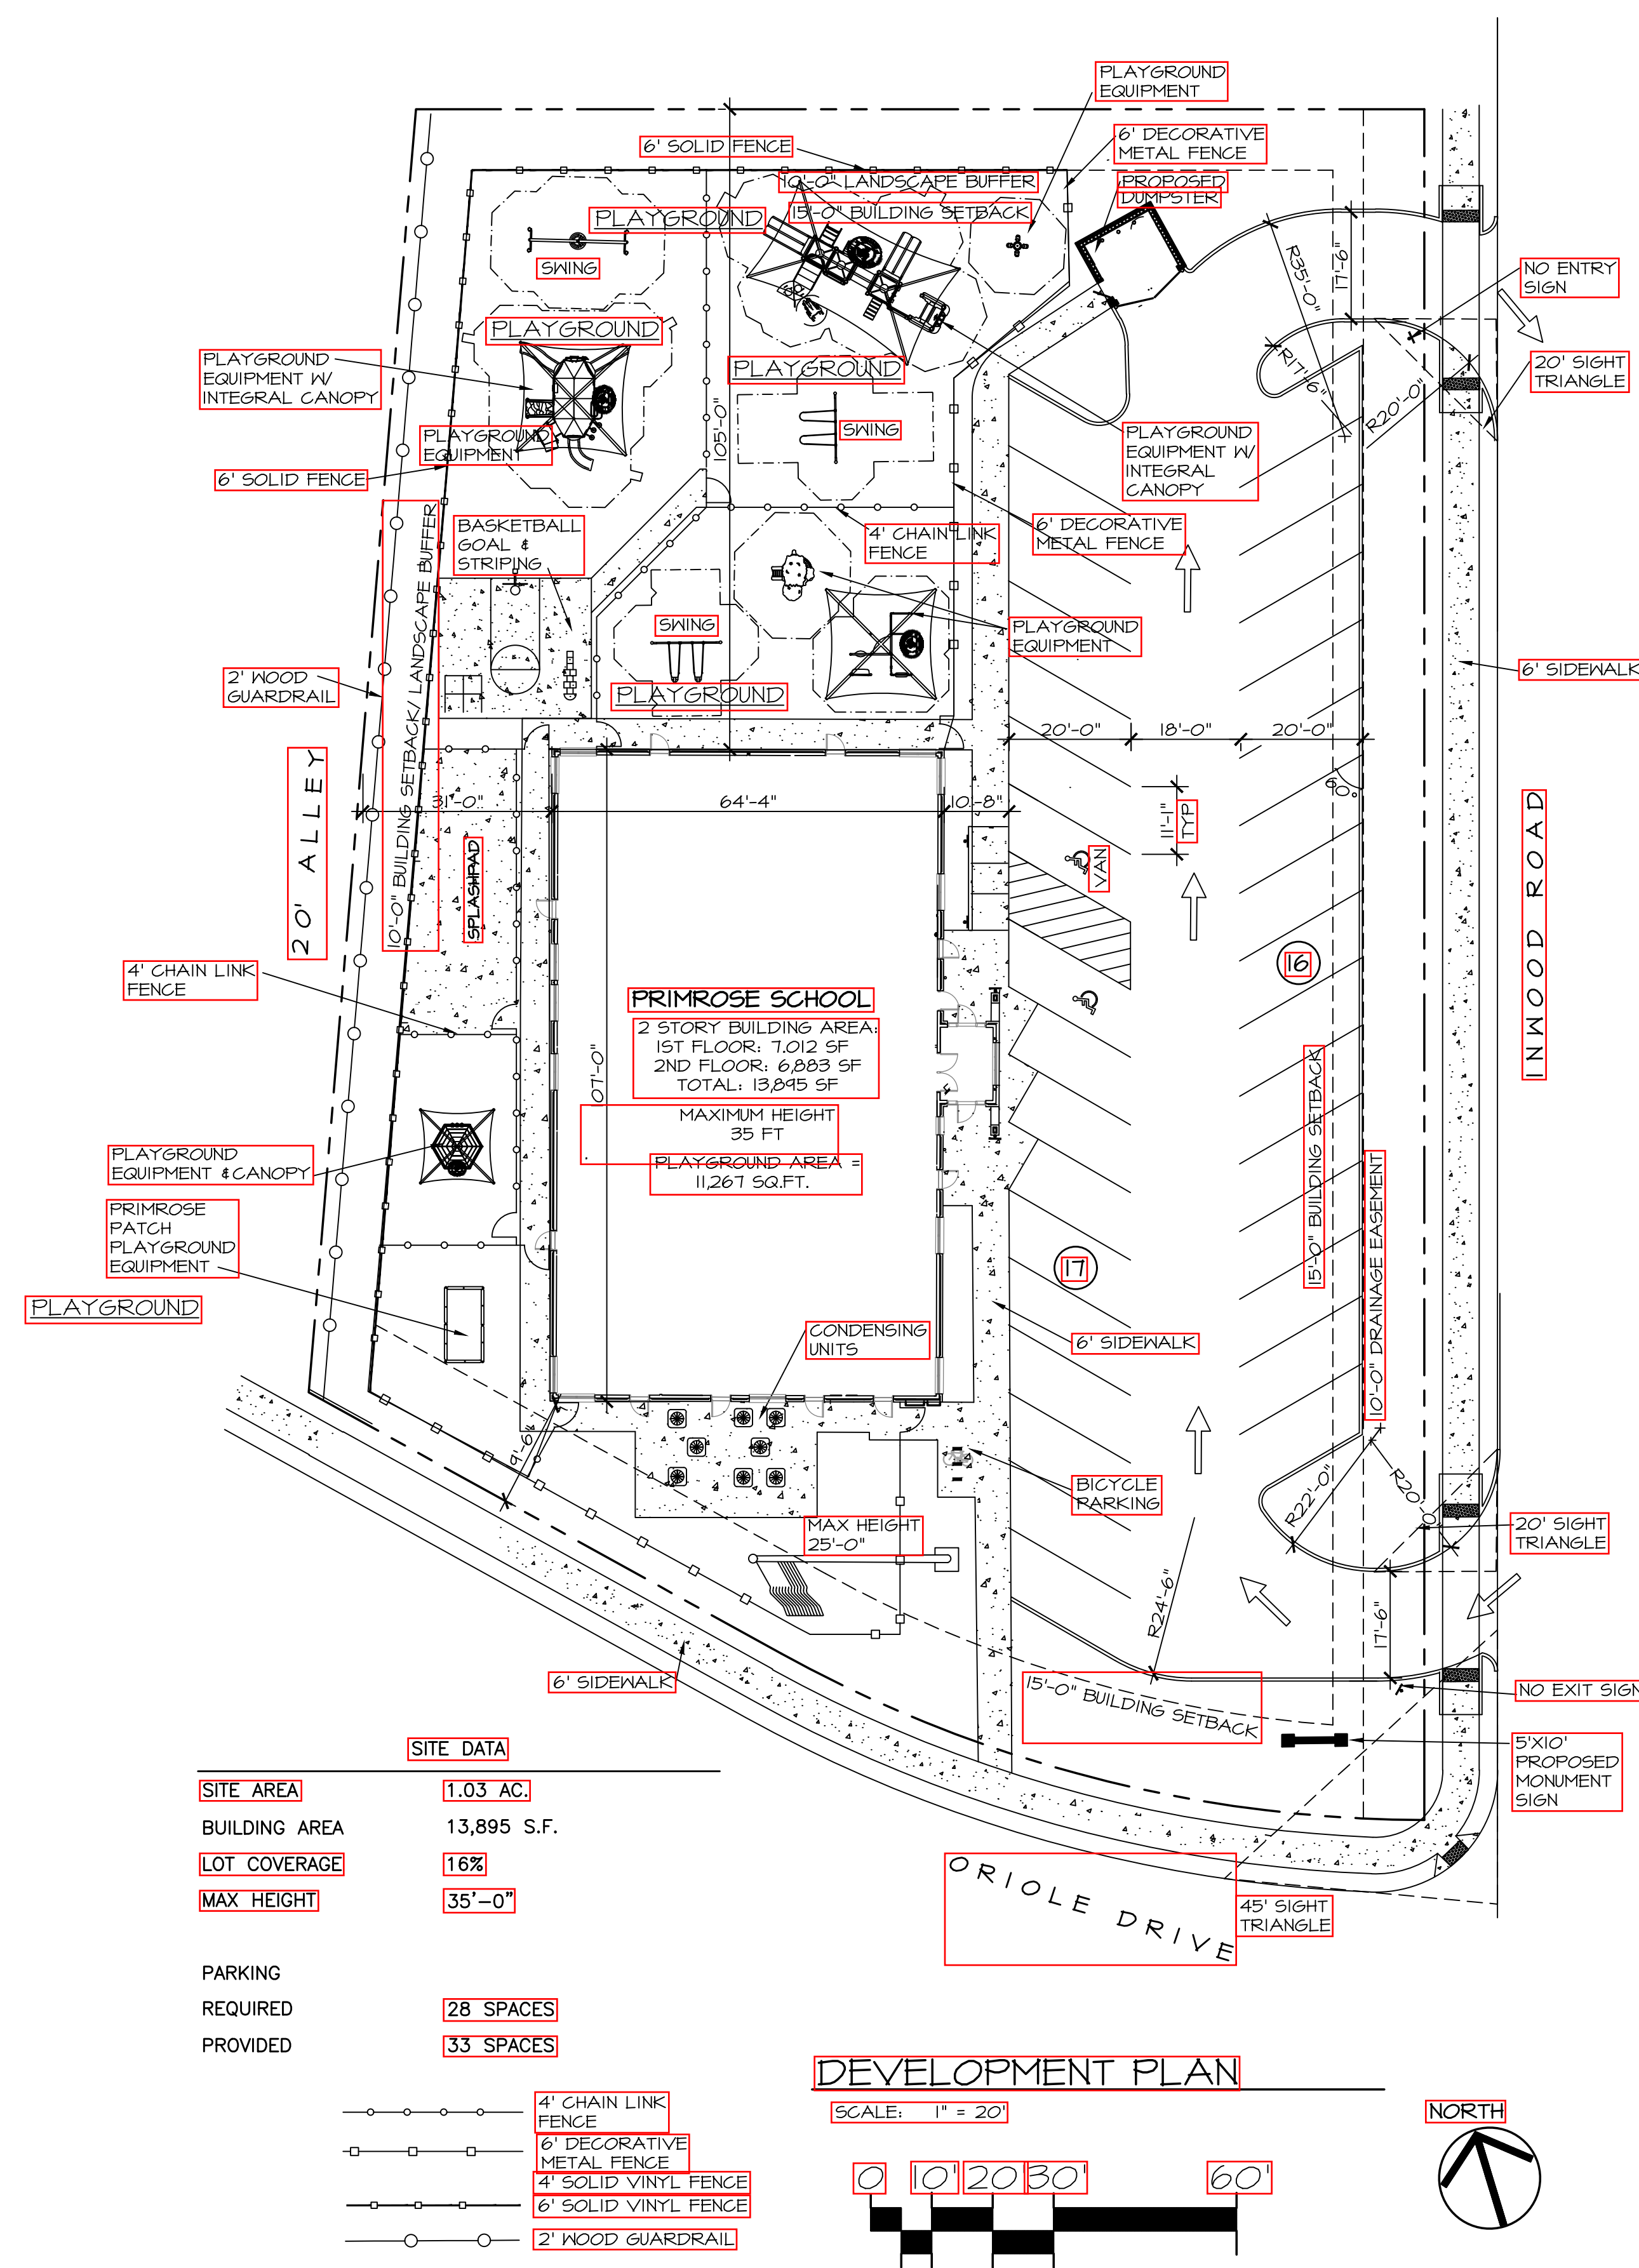 PLAYGROUND
EQUIPMENT
6' SOLID FENCE
6' DECORATIVE
METAL FENCE
10'-0" LANDSCAPE BUFFER
PROPOSED
DUMPSTER
PLAYGROUND
15'-0" BUILDING SETBACK
SWING
R35'-0"
17'-6"
NO ENTRY
SIGN
PLAYGROUND
PLAYGROUND
EQUIPMENT W/
INTEGRAL CANOPY
PLAYGROUND
R17'-6"
R20'-0"
20' SIGHT
TRIANGLE
105'-0"
SWING
PLAYGROUND
EQUIPMENT
PLAYGROUND
EQUIPMENT W/
INTEGRAL
CANOPY
6' SOLID FENCE
BASKETBALL
GOAL &
STRIPING
4' CHAIN LINK
FENCE
6' DECORATIVE
METAL FENCE
10'-0" BUILDING SETBACK/ LANDSCAPE BUFFER
SWING
PLAYGROUND
EQUIPMENT
2' WOOD
GUARDRAIL
PLAYGROUND
6' SIDEWALK
20'-0"
18'-0"
20'-0"
20' ALLEY
31'-0"
64'-4"
10'-8"
11'-1"
TYP
60°
VAN
SPLASHPAD
INWOOD ROAD
4' CHAIN LINK
FENCE
16
PRIMROSE SCHOOL
2 STORY BUILDING AREA:
1ST FLOOR: 7.012 SF
2ND FLOOR: 6,883 SF
TOTAL: 13,895 SF
107'-0"
MAXIMUM HEIGHT
35 FT
PLAYGROUND AREA =
11,267 SQ.FT.
15'-0" BUILDING SETBACK
10'-0" DRAINAGE EASEMENT
PLAYGROUND
EQUIPMENT & CANOPY
PRIMROSE
PATCH
PLAYGROUND
EQUIPMENT
17
PLAYGROUND
CONDENSING
UNITS
6' SIDEWALK
9'-6"
BICYCLE
PARKING
R22'-0"
R20'-0"
MAX HEIGHT
25'-0"
20' SIGHT
TRIANGLE
R24'-6"
17'-6"
6' SIDEWALK
15'-0" BUILDING SETBACK
NO EXIT SIGN
5'X10'
PROPOSED
MONUMENT
SIGN
SITE DATA
SITE AREA 1.03 AC.
BUILDING AREA 13,895 S.F.
LOT COVERAGE 16%
MAX HEIGHT 35'-0"
ORIOLE DRIVE
45' SIGHT
TRIANGLE
PARKING
REQUIRED 28 SPACES
PROVIDED 33 SPACES
4' CHAIN LINK
FENCE
6' DECORATIVE
METAL FENCE
4' SOLID VINYL FENCE
6' SOLID VINYL FENCE
2' WOOD GUARDRAIL
DEVELOPMENT PLAN
SCALE: 1" = 20'
0 10' 20' 30' 60'
NORTH